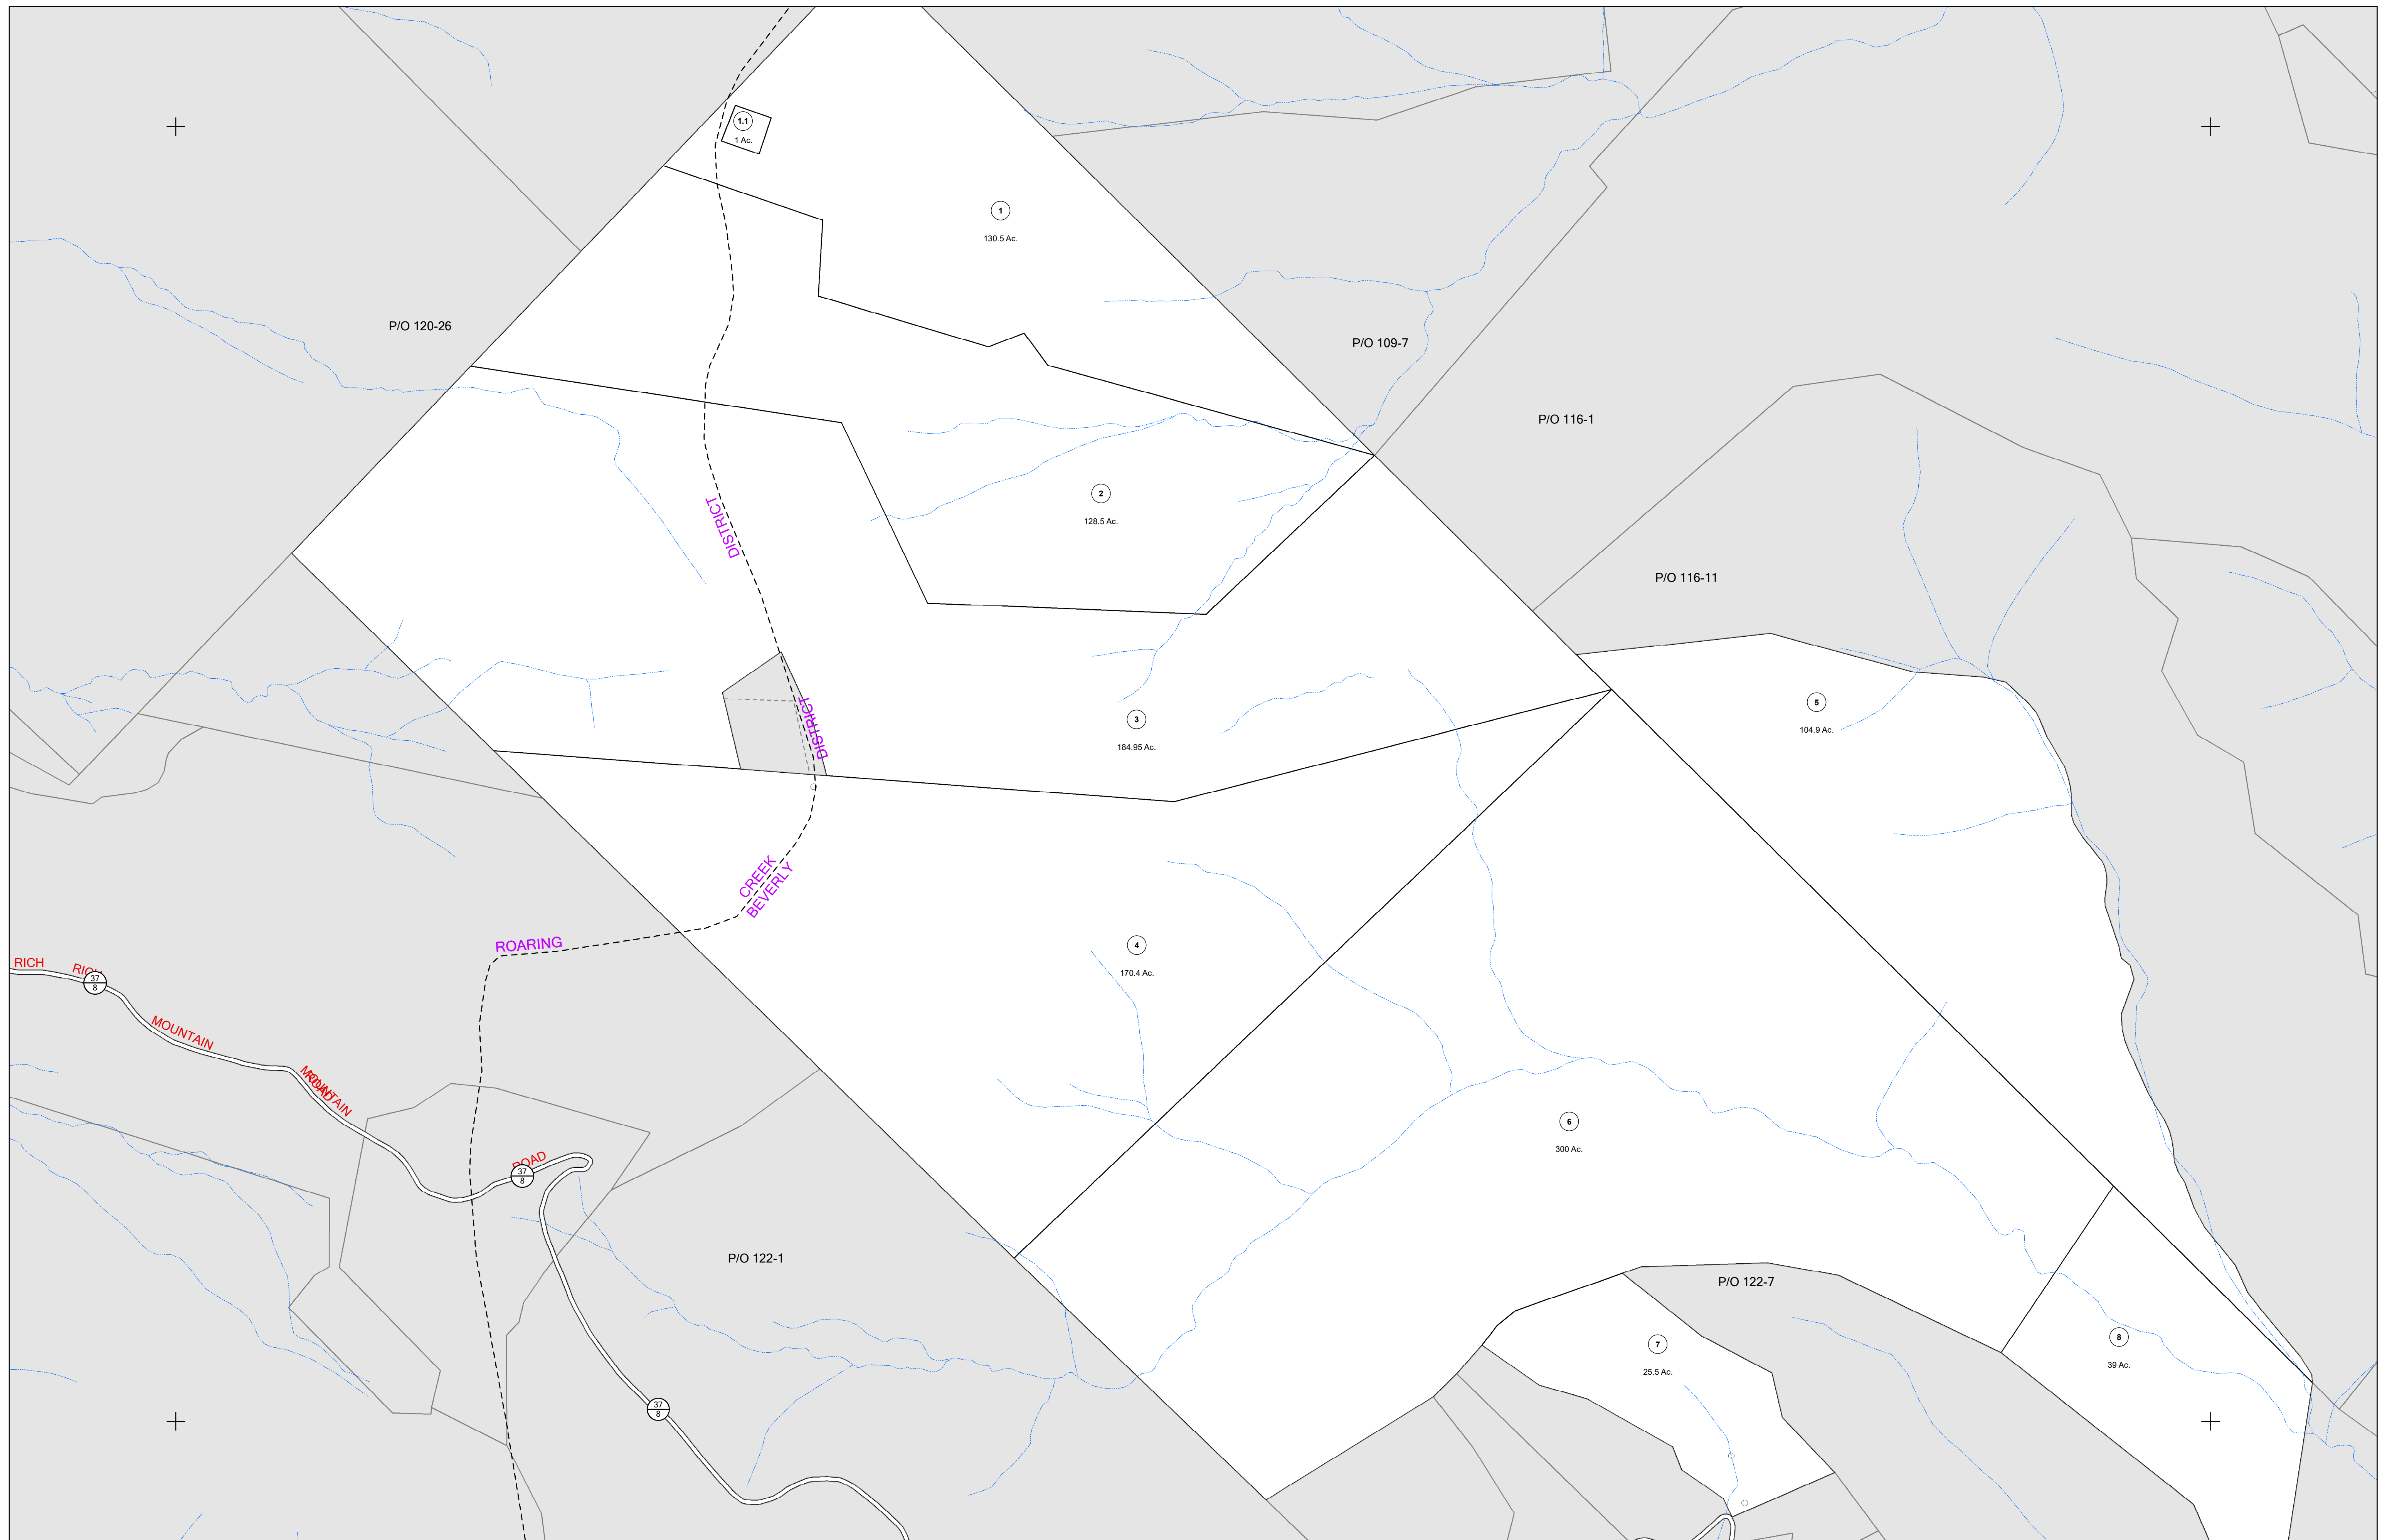 1.1
1 Ac.
1
130.5 Ac.
P/O 120-26
P/O 109-7
P/O 116-1
2
128.5 Ac.
DISTRICT
P/O 116-11
DISTRICT
3
184.95 Ac.
5
104.9 Ac.
CREEK
BEVERLY
ROARING
4
170.4 Ac.
RICH
RICH
37
8
MOUNTAIN
MOUNTAIN
ROAD
6
300 Ac.
ROAD
37
8
P/O 122-1
P/O 122-7
7
25.5 Ac.
8
39 Ac.
37
8